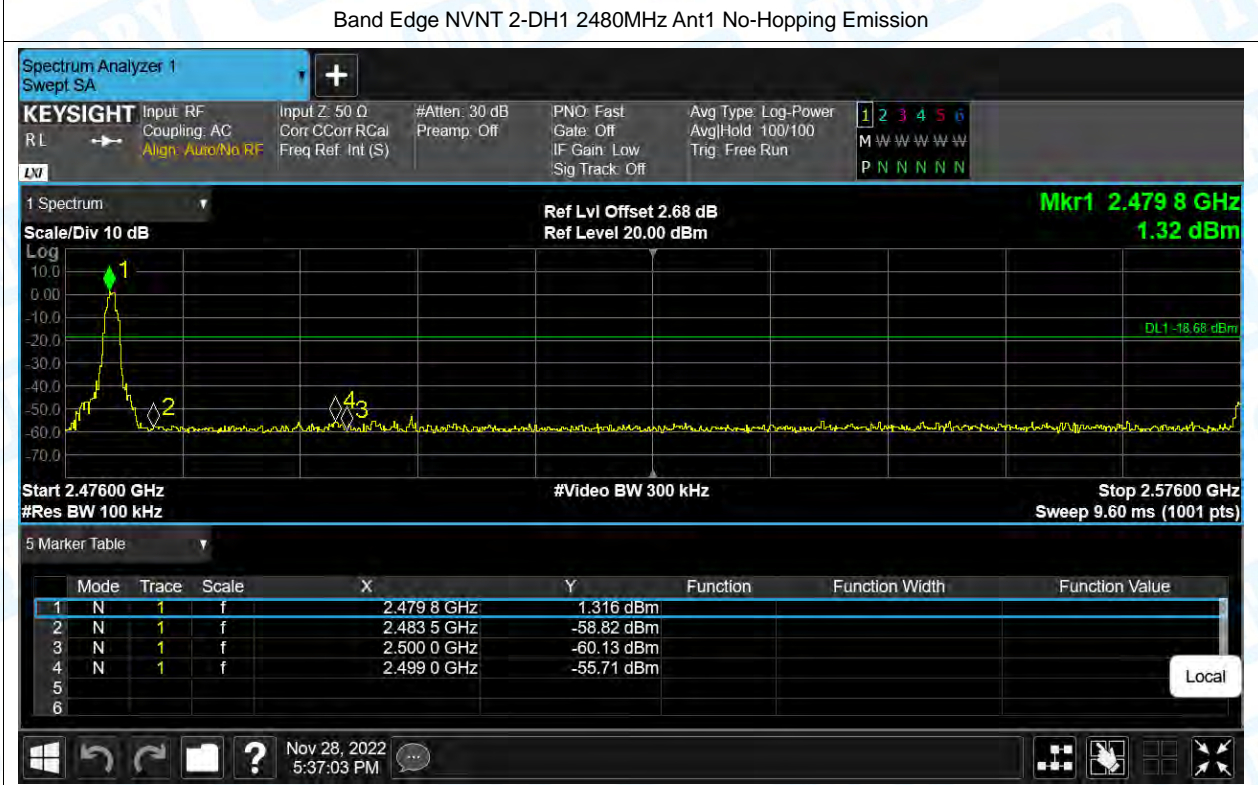 Band Edge NVNT 2-DH1 2480MHz Ant1 No-Hopping Emission
Spectrum Analyzer 1
Swept SA
KEYSIGHT
R L
LXI
Input: RF
Coupling: AC
Align: Auto/No RF
Input Z: 50 Ω
Corr CCorr RCal
Freq Ref: Int (S)
#Atten: 30 dB
Preamp: Off
PNO: Fast
Gate: Off
IF Gain: Low
Sig Track: Off
Avg Type: Log-Power
Avg|Hold: 100/100
Trig: Free Run
1 2 3 4 5 6
M W W W W W
P N N N N N
1 Spectrum
Scale/Div 10 dB
Ref Lvl Offset 2.68 dB
Ref Level 20.00 dBm
Mkr1 2.479 8 GHz
1.32 dBm
Log
10.0
0.00
-10.0
-20.0
-30.0
-40.0
-50.0
-60.0
-70.0
1
2
4
3
DL1 -18.68 dBm
Start 2.47600 GHz
#Res BW 100 kHz
#Video BW 300 kHz
Stop 2.57600 GHz
Sweep 9.60 ms (1001 pts)
5 Marker Table
Mode Trace Scale X Y Function Function Width Function Value
1 N 1 f 2.479 8 GHz 1.316 dBm
2 N 1 f 2.483 5 GHz -58.82 dBm
3 N 1 f 2.500 0 GHz -60.13 dBm
4 N 1 f 2.499 0 GHz -55.71 dBm
5
6
Local
?
Nov 28, 2022
5:37:03 PM